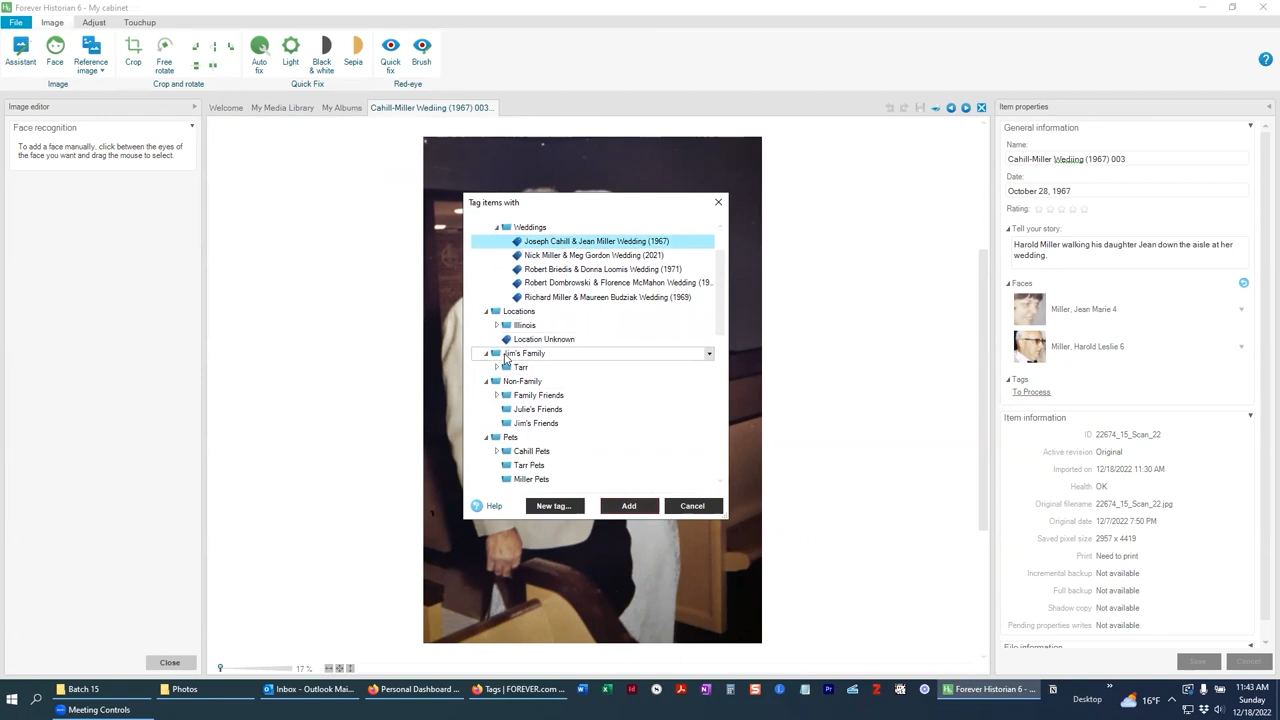 Forever Historian 6 - My cabinet
File Image Adjust Touchup
Assistant Face Reference image Crop Free rotate Auto fix Light Black & white Sepia Quick fix Brush
Image Crop and rotate Quick Fix Red-eye
Image editor
Welcome My Media Library My Albums Cahill-Miller Wediing (1967) 003...
Item properties
Face recognition
To add a face manually, click between the eyes
of the face you want and drag the mouse to select.
Close
Tag items with
Weddings
Joseph Cahill & Jean Miller Wedding (1967)
Nick Miller & Meg Gordon Wedding (2021)
Robert Briedis & Donna Loomis Wedding (1971)
Robert Dombrowski & Florence McMahon Wedding (19...
Richard Miller & Maureen Budziak Wedding (1969)
Locations
Illinois
Location Unknown
Jim's Family
Tarr
Non-Family
Family Friends
Julie's Friends
Jim's Friends
Pets
Cahill Pets
Tarr Pets
Miller Pets
Help New tag... Add Cancel
17 %
General information
Name:
Cahill-Miller Wediing (1967) 003
Date:
October 28, 1967
Rating:
Tell your story:
Harold Miller walking his daughter Jean down the aisle at her
wedding.
Faces
Miller, Jean Marie 4
Miller, Harold Leslie 6
Tags
To Process
Item information
ID 22674_15_Scan_22
Active revision Original
Imported on 12/18/2022 11:30 AM
Health OK
Original filename 22674_15_Scan_22.jpg
Original date 12/7/2022 7:50 PM
Saved pixel size 2957 x 4419
Print Need to print
Incremental backup Not available
Full backup Not available
Shadow copy Not available
Pending properties writes Not available
File information
Save Cancel
Batch 15 Photos Inbox - Outlook Mai... Personal Dashboard ... Tags | FOREVER.com ... Forever Historian 6 - ... Desktop 16°F 11:43 AM
Sunday
Meeting Controls 12/18/2022